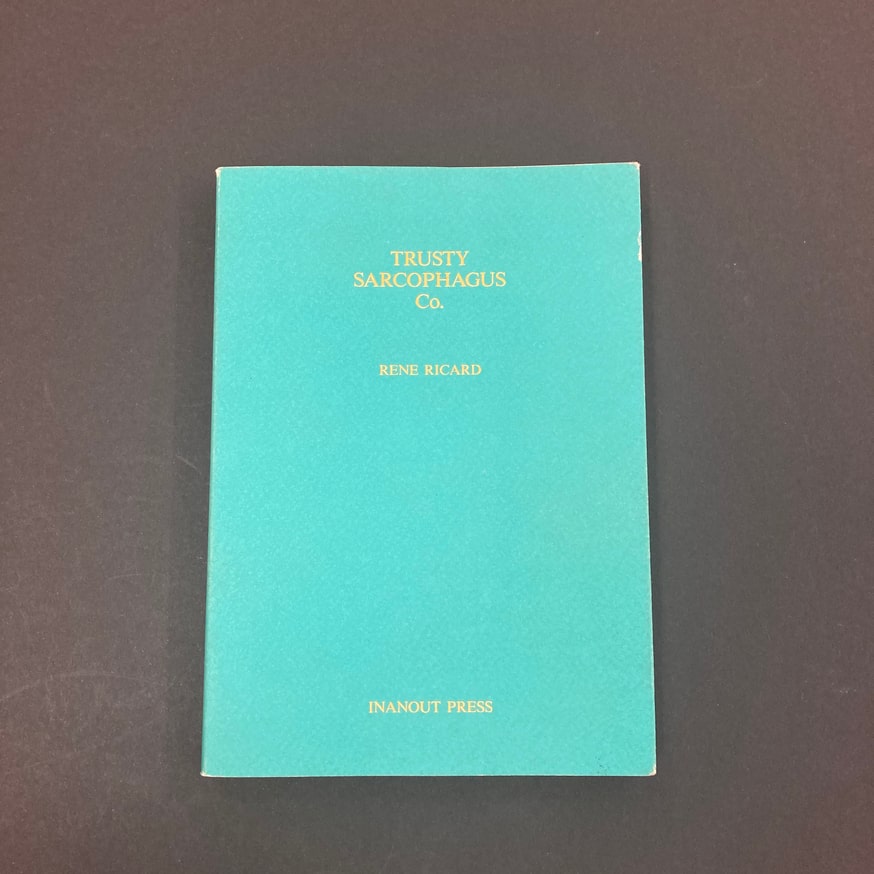 TRUSTY
SARCOPHAGUS
Co.
RENE RICARD
INANOUT PRESS